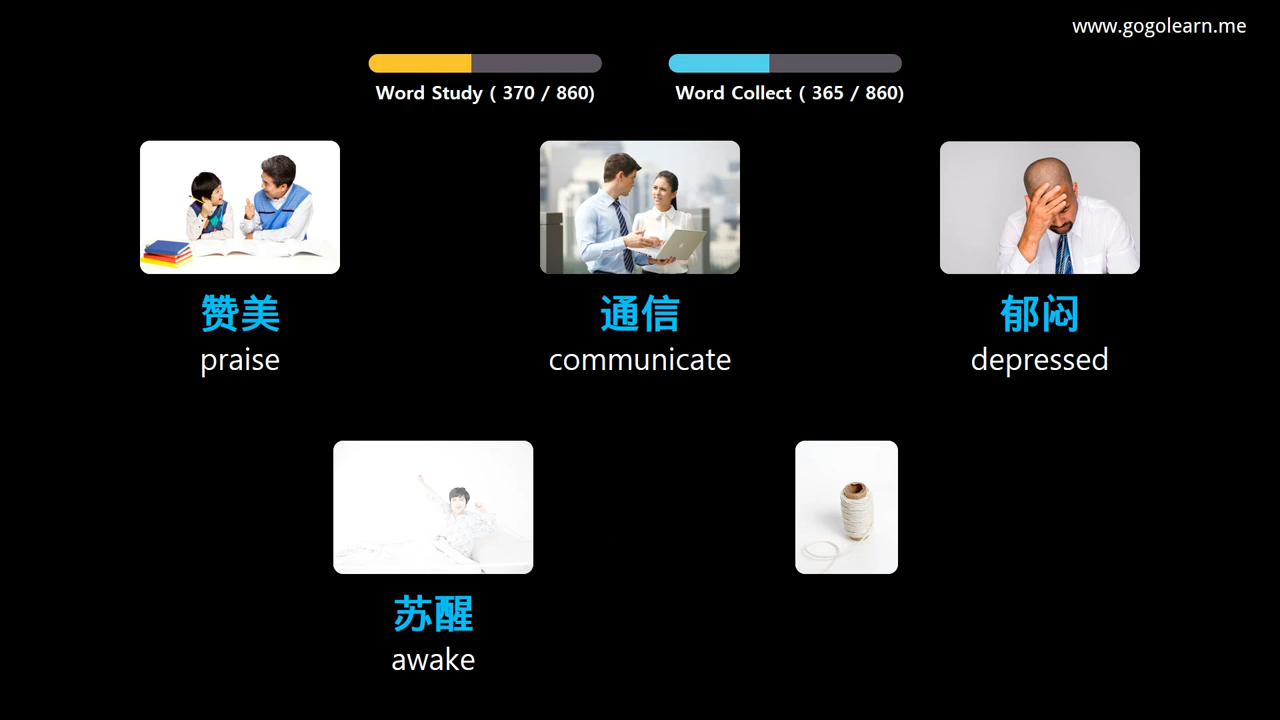 www.gogolearn.me
Word Study ( 370 / 860)
Word Collect ( 365 / 860)
赞美
praise
通信
communicate
郁闷
depressed
苏醒
awake